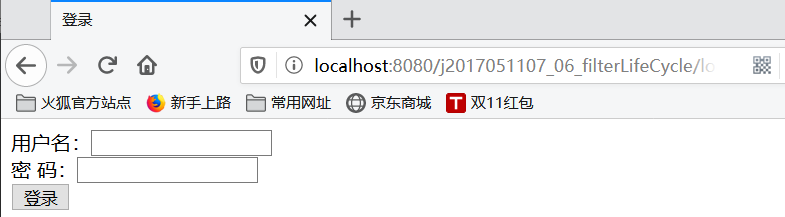 登录
localhost:8080/j2017051107_06_filterLifeCycle/lo
火狐官方站点 新手上路 常用网址 京东商城 T 双11红包
用户名：
密 码：
登录